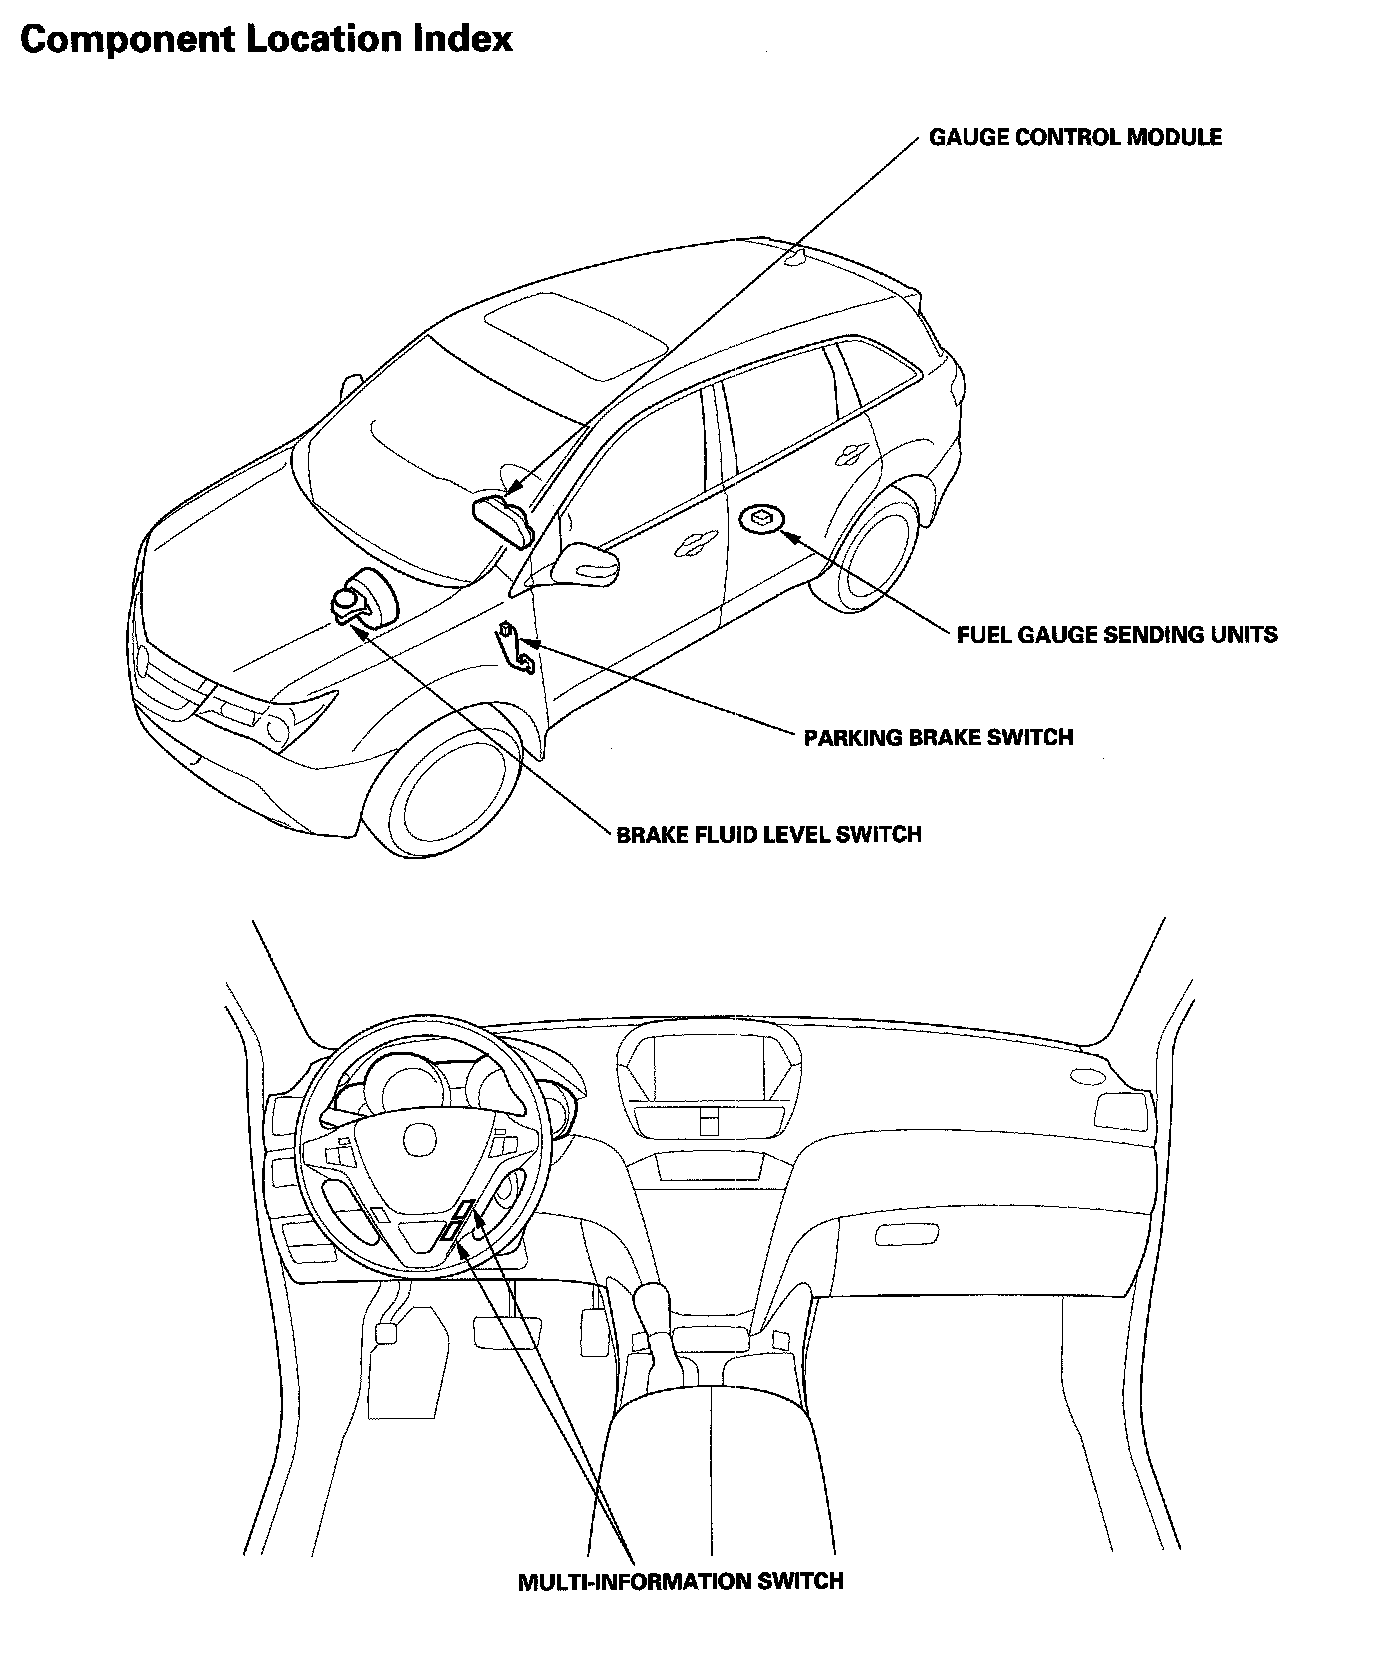 Component Location Index
GAUGE CONTROL MODULE
FUEL GAUGE SENDING UNITS
PARKING BRAKE SWITCH
BRAKE FLUID LEVEL SWITCH
MULTI-INFORMATION SWITCH